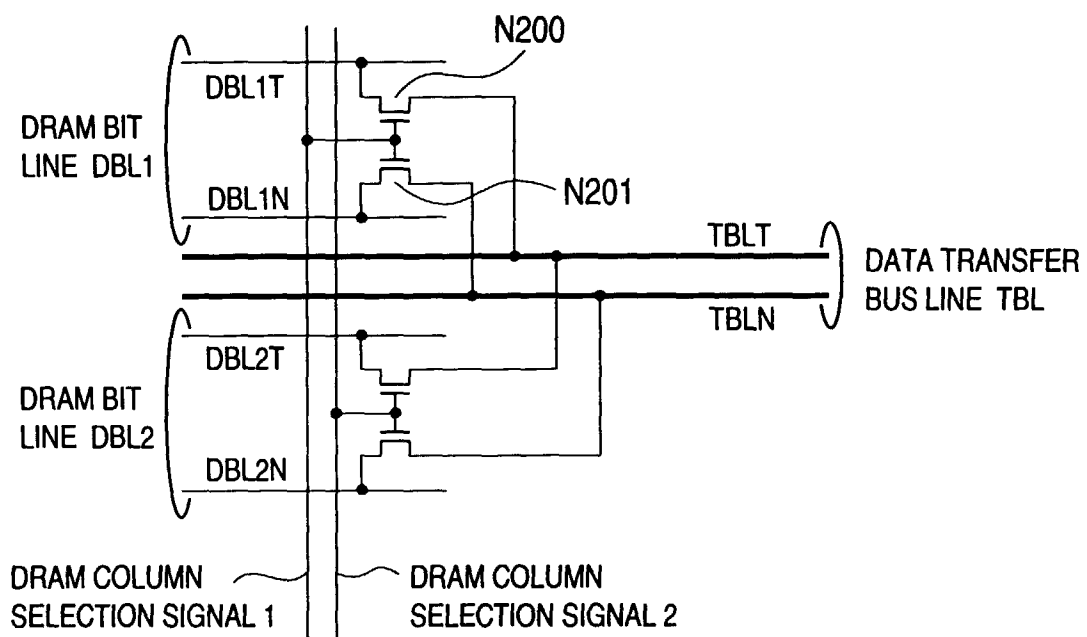 N200
DBL1T
DRAM BIT
LINE DBL1
N201
DBL1N
TBLT
DATA TRANSFER
BUS LINE TBL
TBLN
DBL2T
DRAM BIT
LINE DBL2
DBL2N
DRAM COLUMN
SELECTION SIGNAL 1
DRAM COLUMN
SELECTION SIGNAL 2